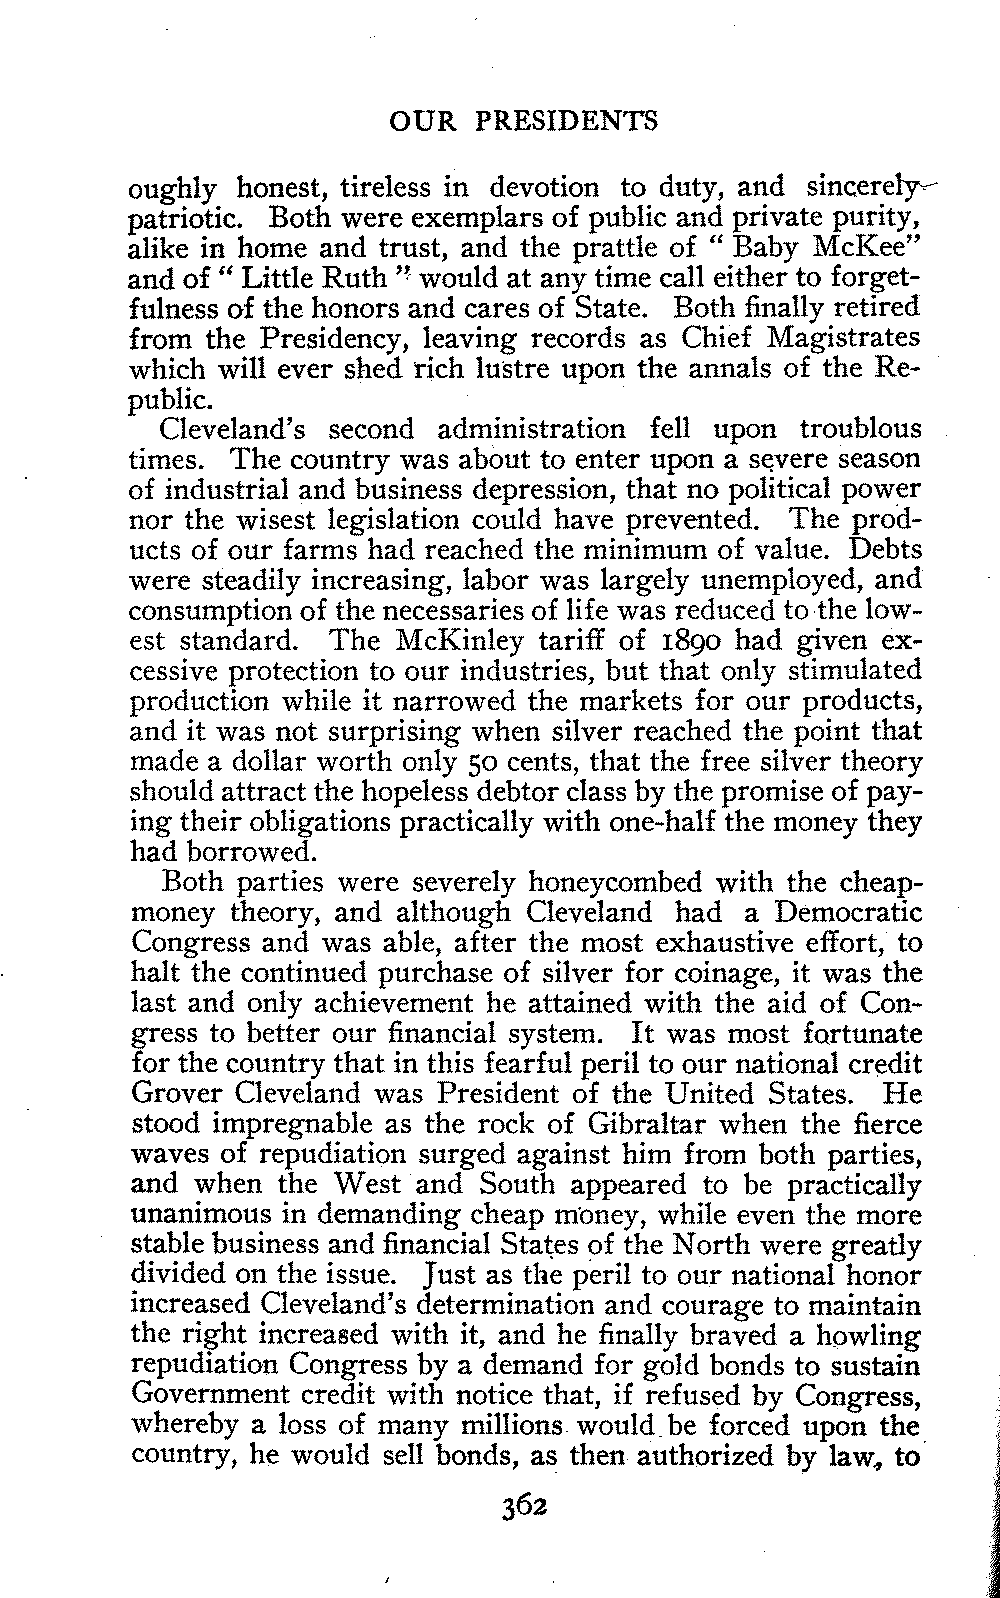 OUR PRESIDENTS
oughly honest, tireless in devotion to duty, and sincerely
patriotic. Both were exemplars of public and private purity,
alike in home and trust, and the prattle of “ Baby McKee”
and of “ Little Ruth ” would at any time call either to forget-
fulness of the honors and cares of State. Both finally retired
from the Presidency, leaving records as Chief Magistrates
which will ever shed rich lustre upon the annals of the Re-
public.
Cleveland's second administration fell upon troublous
times. The country was about to enter upon a severe season
of industrial and business depression, that no political power
nor the wisest legislation could have prevented. The prod-
ucts of our farms had reached the minimum of value. Debts
were steadily increasing, labor was largely unemployed, and
consumption of the necessaries of life was reduced to the low-
est standard. The McKinley tariff of 1890 had given ex-
cessive protection to our industries, but that only stimulated
production while it narrowed the markets for our products,
and it was not surprising when silver reached the point that
made a dollar worth only 50 cents, that the free silver theory
should attract the hopeless debtor class by the promise of pay-
ing their obligations practically with one-half the money they
had borrowed.
Both parties were severely honeycombed with the cheap-
money theory, and although Cleveland had a Democratic
Congress and was able, after the most exhaustive effort, to
halt the continued purchase of silver for coinage, it was the
last and only achievement he attained with the aid of Con-
gress to better our financial system. It was most fortunate
for the country that in this fearful peril to our national credit
Grover Cleveland was President of the United States. He
stood impregnable as the rock of Gibraltar when the fierce
waves of repudiation surged against him from both parties,
and when the West and South appeared to be practically
unanimous in demanding cheap money, while even the more
stable business and financial States of the North were greatly
divided on the issue. Just as the peril to our national honor
increased Cleveland's determination and courage to maintain
the right increased with it, and he finally braved a howling
repudiation Congress by a demand for gold bonds to sustain
Government credit with notice that, if refused by Congress,
whereby a loss of many millions would be forced upon the
country, he would sell bonds, as then authorized by law, to
362